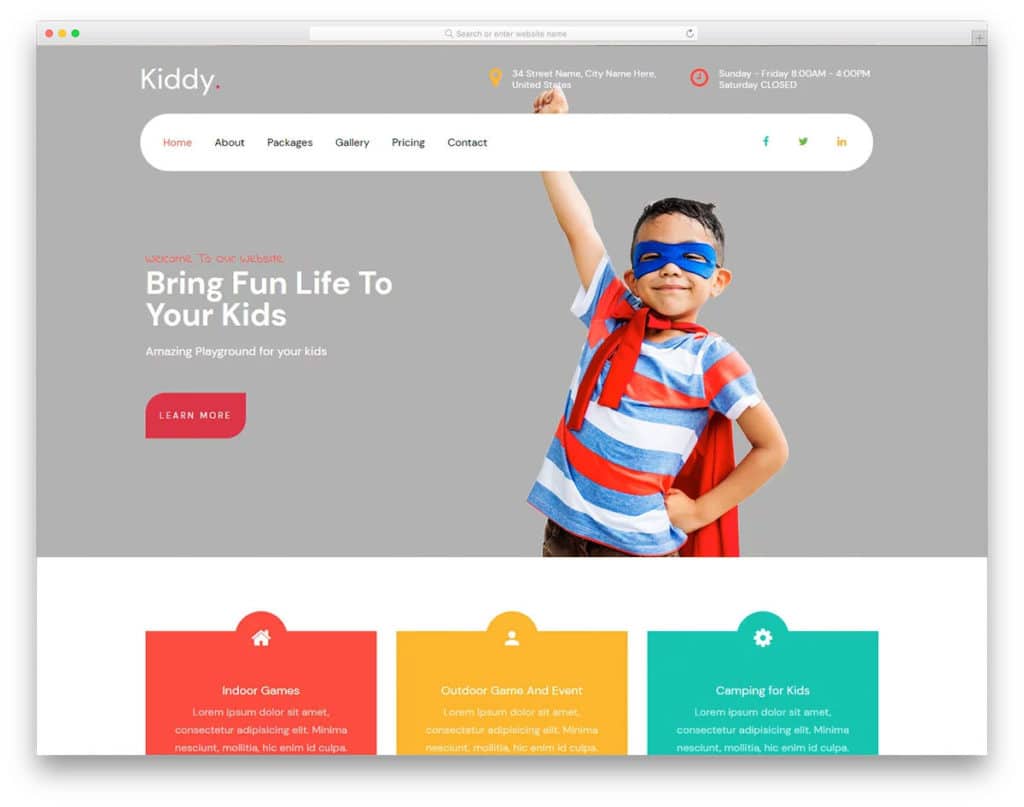 Search or enter website name
Kiddy.
34 Street Name, City Name Here,
United States
Sunday - Friday 8:00AM - 4:00PM
Saturday CLOSED
Home About Packages Gallery Pricing Contact
Welcome To Our Website
Bring Fun Life To
Your Kids
Amazing Playground for your kids
LEARN MORE
Indoor Games
Lorem ipsum dolor sit amet,
consectetur adipisicing elit. Minima
nesciunt, mollitia, hic enim id culpa.
Outdoor Game And Event
Lorem ipsum dolor sit amet,
consectetur adipisicing elit. Minima
nesciunt, mollitia, hic enim id culpa.
Camping for Kids
Lorem ipsum dolor sit amet,
consectetur adipisicing elit. Minima
nesciunt, mollitia, hic enim id culpa.